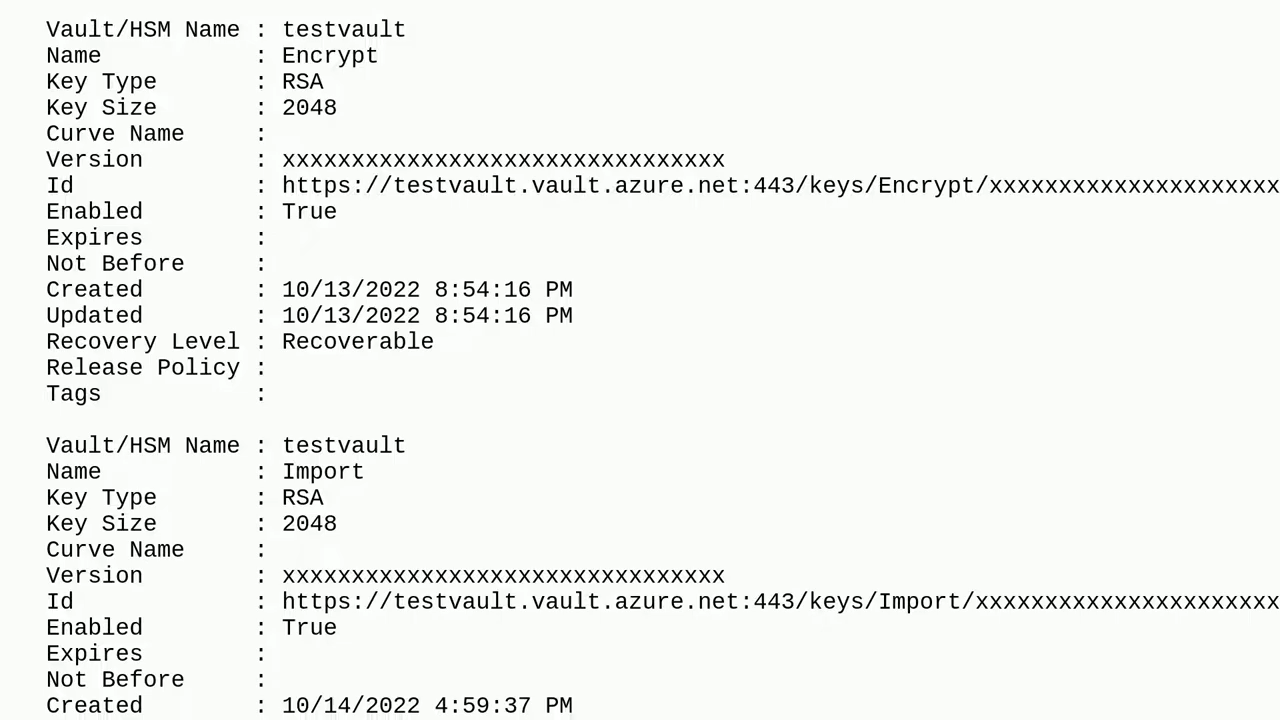 Vault/HSM Name : testvault
Name           : Encrypt
Key Type       : RSA
Key Size       : 2048
Curve Name     :
Version        : xxxxxxxxxxxxxxxxxxxxxxxxxxxxxxxx
Id             : https://testvault.vault.azure.net:443/keys/Encrypt/xxxxxxxxxxxxxxxxxxxxx
Enabled        : True
Expires        :
Not Before     :
Created        : 10/13/2022 8:54:16 PM
Updated        : 10/13/2022 8:54:16 PM
Recovery Level : Recoverable
Release Policy :
Tags           :

Vault/HSM Name : testvault
Name           : Import
Key Type       : RSA
Key Size       : 2048
Curve Name     :
Version        : xxxxxxxxxxxxxxxxxxxxxxxxxxxxxxxx
Id             : https://testvault.vault.azure.net:443/keys/Import/xxxxxxxxxxxxxxxxxxxxxx
Enabled        : True
Expires        :
Not Before     :
Created        : 10/14/2022 4:59:37 PM